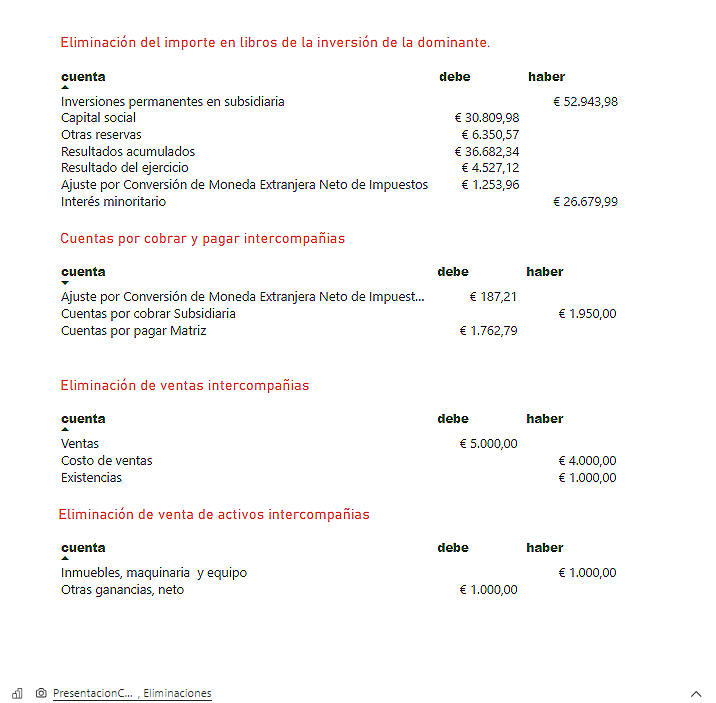 Eliminación del importe en libros de la inversión de la dominante.
cuenta debe haber
Inversiones permanentes en subsidiaria € 52.943,98
Capital social € 30.809,98
Otras reservas € 6.350,57
Resultados acumulados € 36.682,34
Resultado del ejercicio € 4.527,12
Ajuste por Conversión de Moneda Extranjera Neto de Impuestos € 1.253,96
Interés minoritario € 26.679,99
Cuentas por cobrar y pagar intercompañias
cuenta debe haber
Ajuste por Conversión de Moneda Extranjera Neto de Impuest... € 187,21
Cuentas por cobrar Subsidiaria € 1.950,00
Cuentas por pagar Matriz € 1.762,79
Eliminación de ventas intercompañias
cuenta debe haber
Ventas € 5.000,00
Costo de ventas € 4.000,00
Existencias € 1.000,00
Eliminación de venta de activos intercompañias
cuenta debe haber
Inmuebles, maquinaria y equipo € 1.000,00
Otras ganancias, neto € 1.000,00
PresentacionC... , Eliminaciones